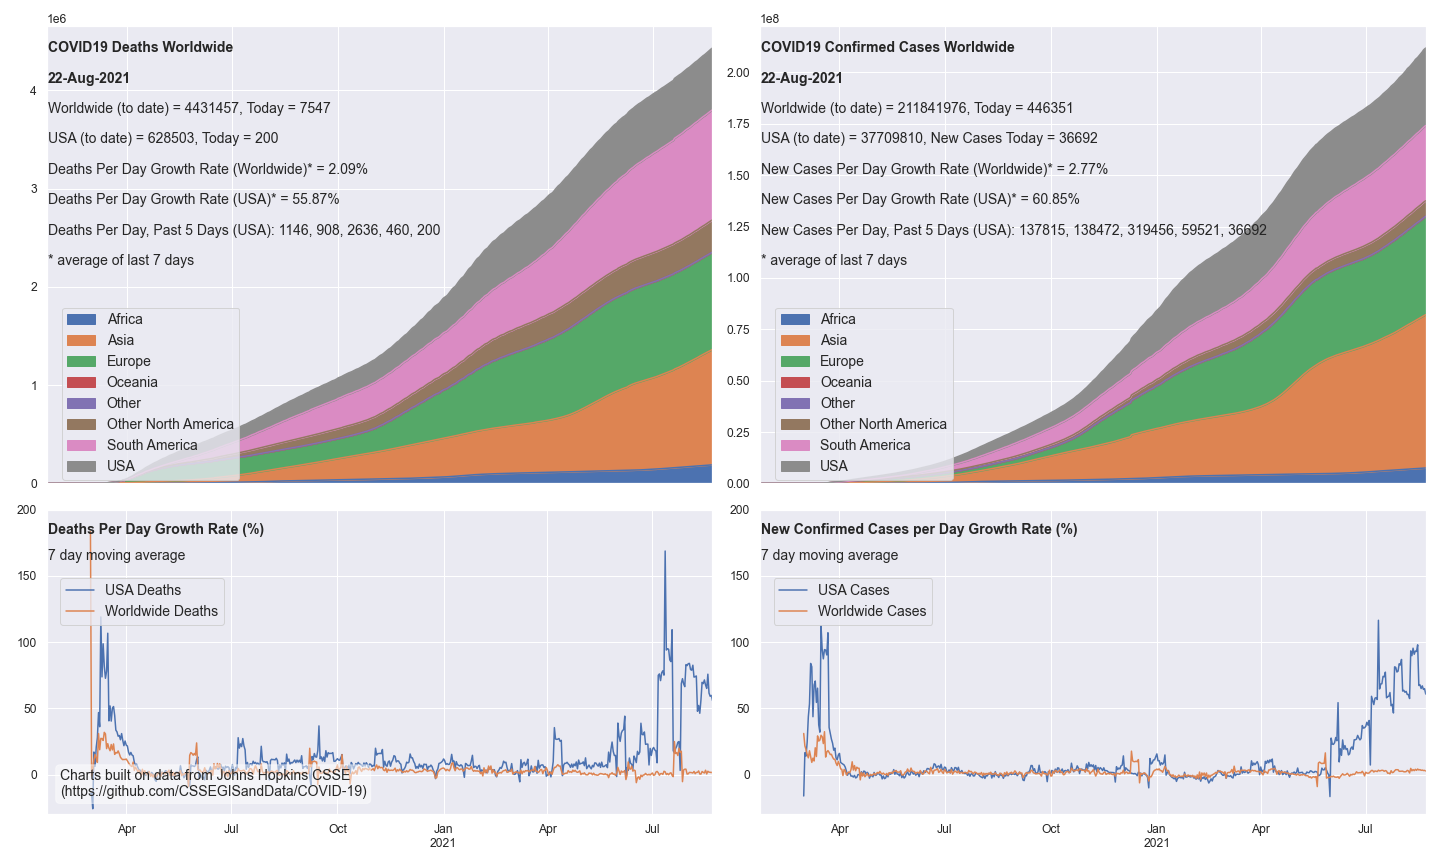 1e6
COVID19 Deaths Worldwide
22-Aug-2021
Worldwide (to date) = 4431457, Today = 7547
USA (to date) = 628503, Today = 200
Deaths Per Day Growth Rate (Worldwide)* = 2.09%
Deaths Per Day Growth Rate (USA)* = 55.87%
Deaths Per Day, Past 5 Days (USA): 1146, 908, 2636, 460, 200
* average of last 7 days
4
3
2
1
0
Africa
Asia
Europe
Oceania
Other
Other North America
South America
USA
1e8
COVID19 Confirmed Cases Worldwide
22-Aug-2021
Worldwide (to date) = 211841976, Today = 446351
USA (to date) = 37709810, New Cases Today = 36692
New Cases Per Day Growth Rate (Worldwide)* = 2.77%
New Cases Per Day Growth Rate (USA)* = 60.85%
New Cases Per Day, Past 5 Days (USA): 137815, 138472, 319456, 59521, 36692
* average of last 7 days
2.00
1.75
1.50
1.25
1.00
0.75
0.50
0.25
0.00
Africa
Asia
Europe
Oceania
Other
Other North America
South America
USA
Deaths Per Day Growth Rate (%)
7 day moving average
USA Deaths
Worldwide Deaths
200
150
100
50
0
Charts built on data from Johns Hopkins CSSE
(https://github.com/CSSEGISandData/COVID-19)
Apr Jul Oct Jan Apr Jul
2021
New Confirmed Cases per Day Growth Rate (%)
7 day moving average
USA Cases
Worldwide Cases
200
150
100
50
0
Apr Jul Oct Jan Apr Jul
2021